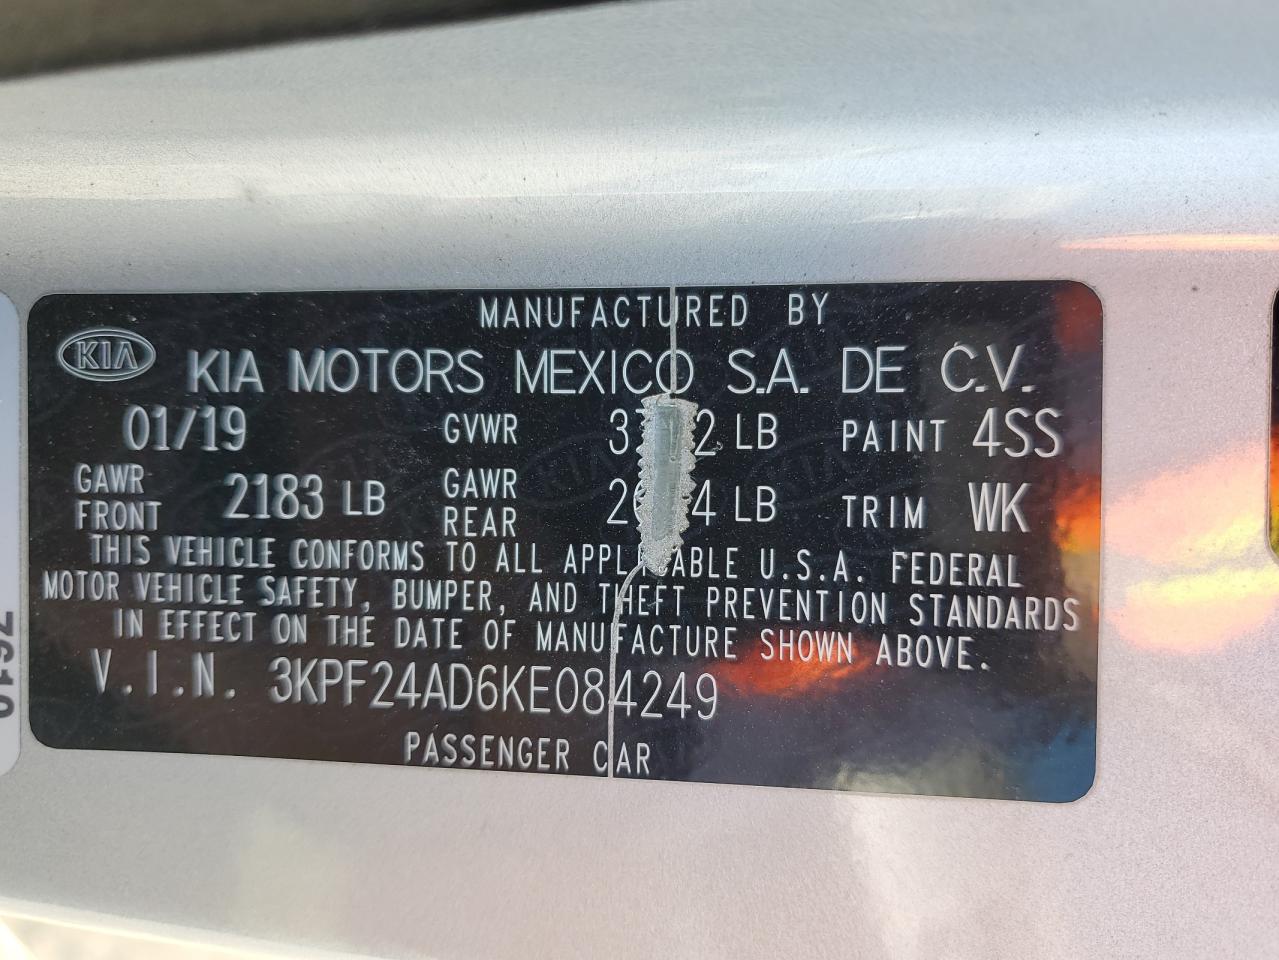 MANUFACTURED BY
KIA KIA MOTORS MEXICO S.A. DE C.V.
01/19 GVWR LB PAINT 4SS
GAWR FRONT 2183 LB GAWR REAR LB TRIM WK
THIS VEHICLE CONFORMS TO ALL APPLICABLE U.S.A. FEDERAL
MOTOR VEHICLE SAFETY, BUMPER, AND THEFT PREVENTION STANDARDS
IN EFFECT ON THE DATE OF MANUFACTURE SHOWN ABOVE.
V.I.N. 3KPF24AD6KE084249
PASSENGER CAR